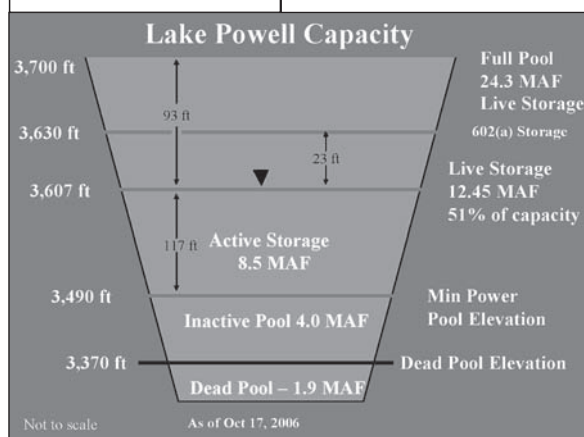 Lake Powell Capacity
3,700 ft
Full Pool
24.3 MAF
Live Storage
93 ft
3,630 ft
602(a) Storage
23 ft
3,607 ft
Live Storage
12.45 MAF
51% of capacity
117 ft
Active Storage
8.5 MAF
3,490 ft
Min Power
Pool Elevation
Inactive Pool 4.0 MAF
3,370 ft
Dead Pool Elevation
Dead Pool – 1.9 MAF
Not to scale
As of Oct 17, 2006